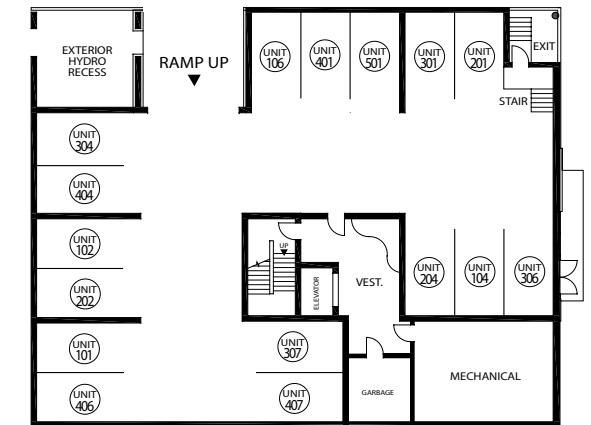 EXTERIOR
HYDRO
RECESS
RAMP UP
UNIT
106
UNIT
401
UNIT
501
UNIT
301
UNIT
201
EXIT
STAIR
UNIT
304
UNIT
404
UNIT
102
UNIT
202
UP
ELEVATOR
VEST.
UNIT
204
UNIT
104
UNIT
306
UNIT
101
UNIT
406
UNIT
307
UNIT
407
GARBAGE
MECHANICAL